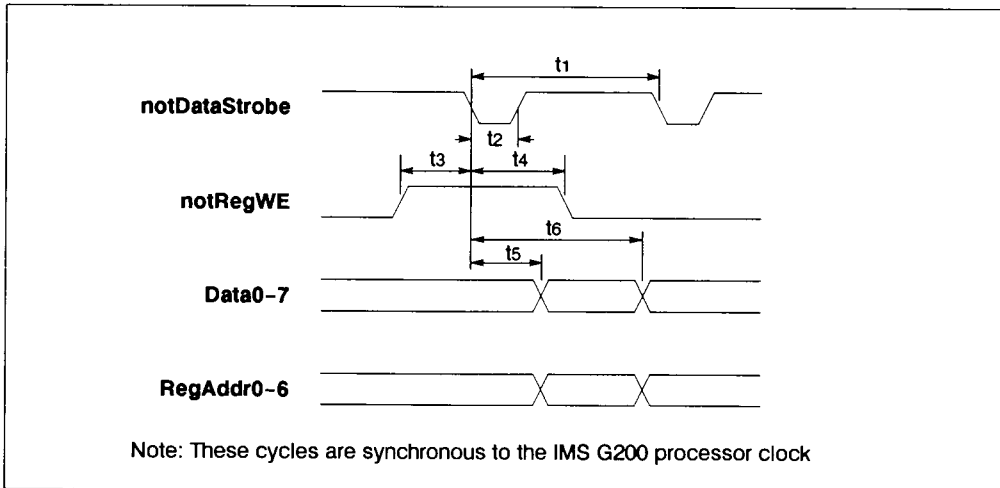 t1
notDataStrobe
t2
t3
t4
notRegWE
t6
t5
Data0-7
RegAddr0-6
Note: These cycles are synchronous to the IMS G200 processor clock